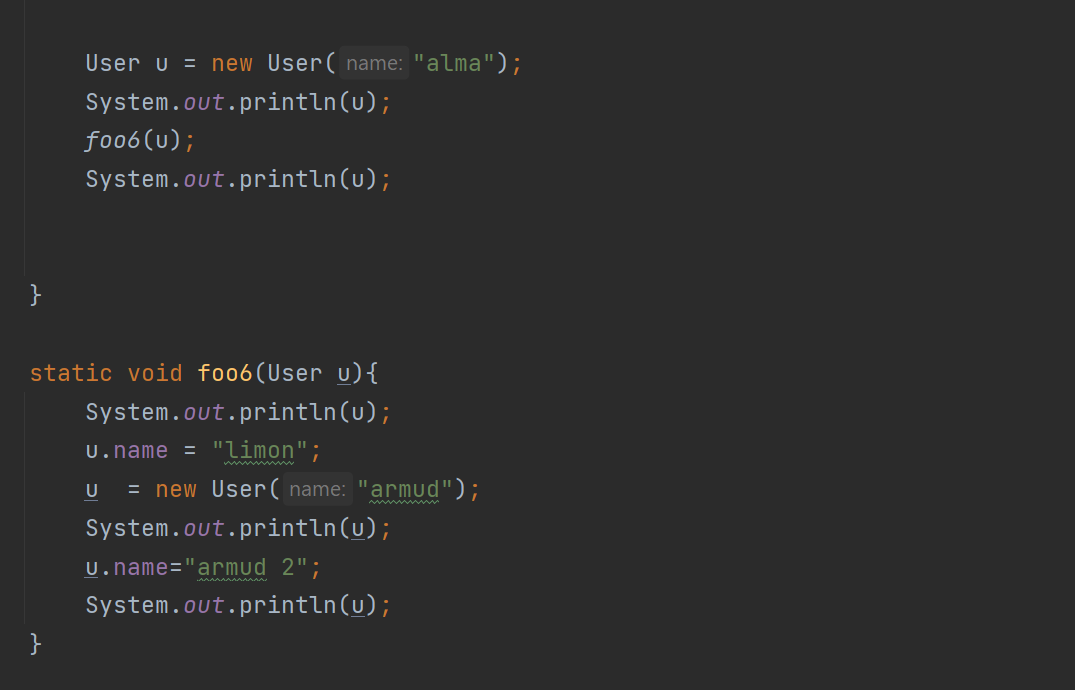 User u = new User( name: "alma");
System.out.println(u);
foo6(u);
System.out.println(u);
}
static void foo6(User u){
System.out.println(u);
u.name = "limon";
u  = new User( name: "armud");
System.out.println(u);
u.name="armud 2";
System.out.println(u);
}